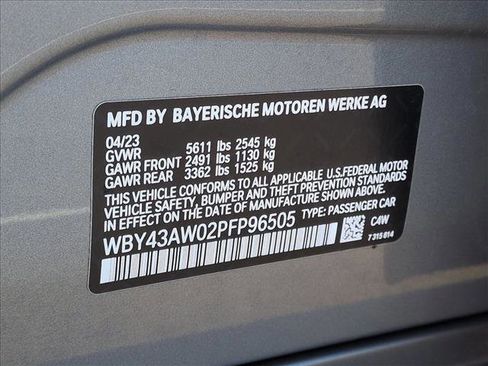 MFD BY BAYERISCHE MOTOREN WERKE AG
04/23
GVWR 5611 lbs 2545 kg
GAWR FRONT 2491 lbs 1130 kg
GAWR REAR 3362 lbs 1525 kg
THIS VEHICLE CONFORMS TO ALL APPLICABLE U.S.FEDERAL MOTOR
VEHICLE SAFETY, BUMPER AND THEFT PREVENTION STANDARDS
IN EFFECT ON THE DATE OF MANUFACTURE SHOWN ABOVE.
WBY43AW02PFP96505 TYPE: PASSENGER CAR
C4W
7315814